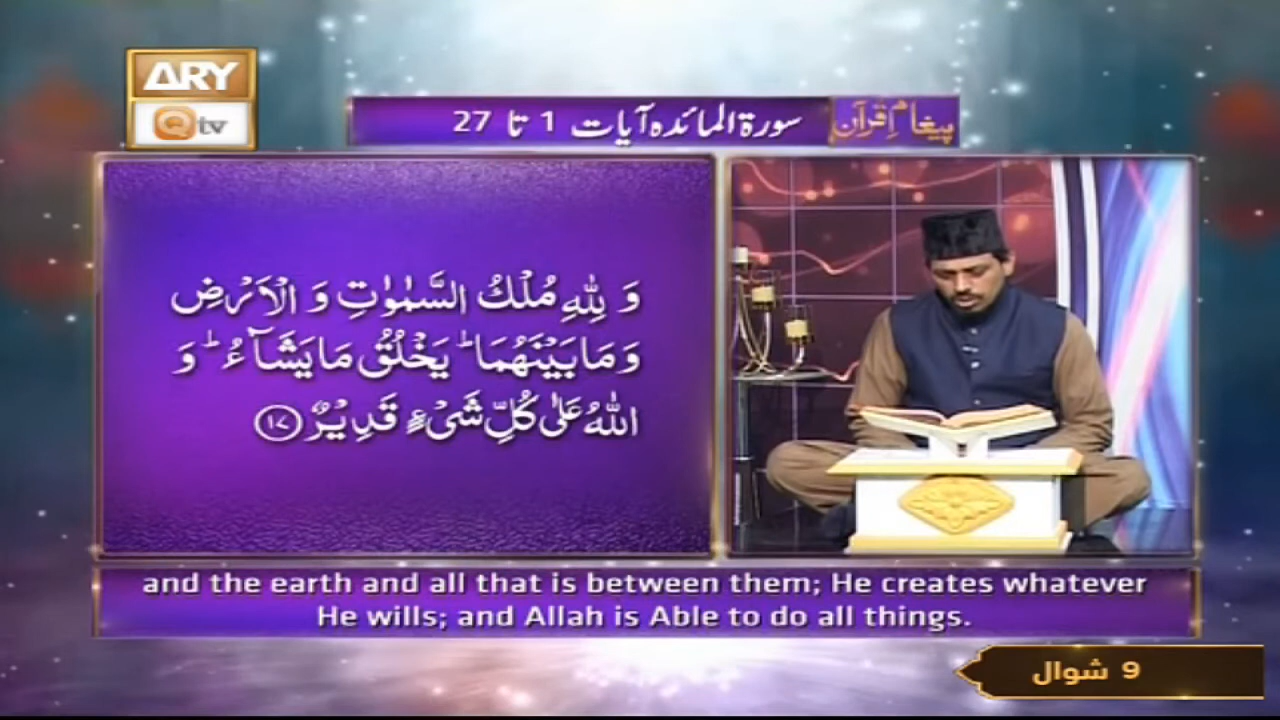 ARY
Qtv
پیغامِ قرآن
سورۃ المائدہ آیات 1 تا 27
وَ لِلّٰهِ مُلْكُ السَّمٰوٰتِ وَ الْاَرْضِ
وَ مَا بَیْنَهُمَا ؕ یَخْلُقُ مَا یَشَآءُ ؕ وَ
اللّٰهُ عَلٰی كُلِّ شَیْءٍ قَدِیْرٌ ﴿۱۷﴾
and the earth and all that is between them; He creates whatever
He wills; and Allah is Able to do all things.
9 شوال